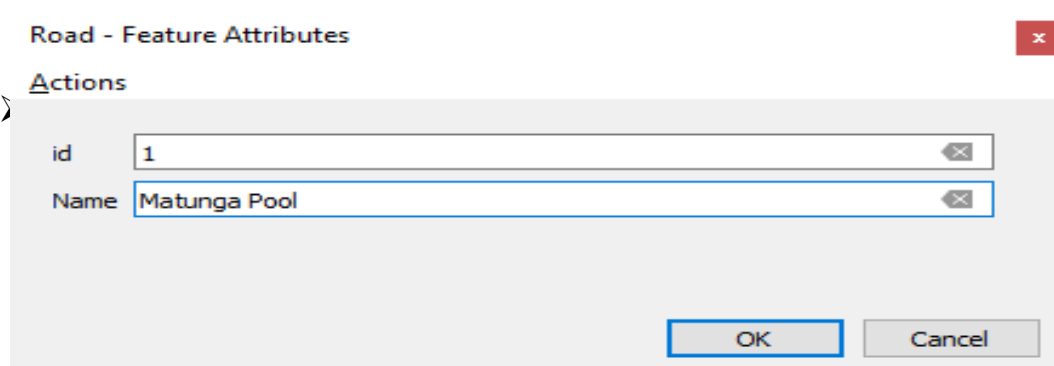 Road - Feature Attributes
Actions
id 1
Name Matunga Pool
OK Cancel